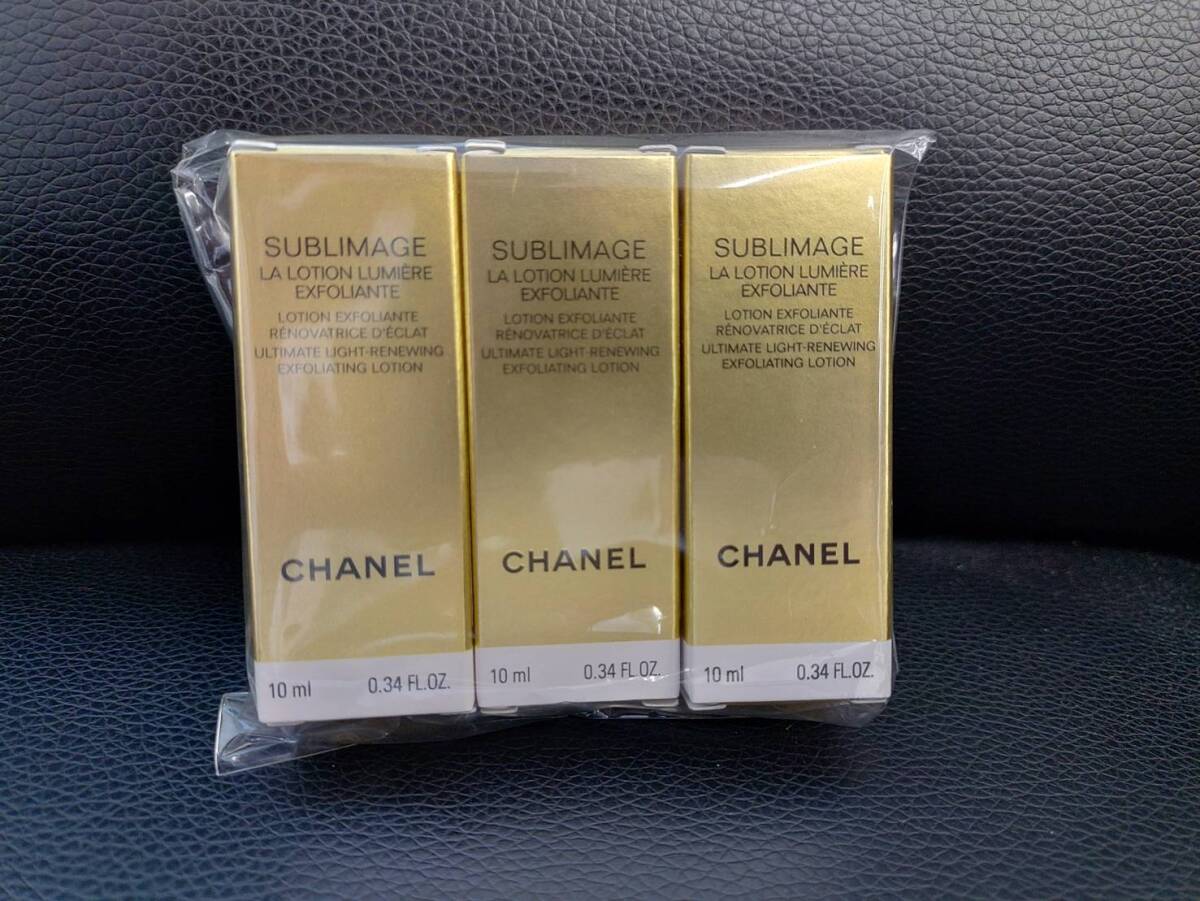 SUBLIMAGE
LA LOTION LUMIÈRE
EXFOLIANTE
LOTION EXFOLIANTE
RÉNOVATRICE D'ÉCLAT
ULTIMATE LIGHT-RENEWING
EXFOLIATING LOTION
CHANEL
10 ml 0.34 FL.OZ.
SUBLIMAGE
LA LOTION LUMIÈRE
EXFOLIANTE
LOTION EXFOLIANTE
RÉNOVATRICE D'ÉCLAT
ULTIMATE LIGHT-RENEWING
EXFOLIATING LOTION
CHANEL
10 ml 0.34 FL.OZ.
SUBLIMAGE
LA LOTION LUMIÈRE
EXFOLIANTE
LOTION EXFOLIANTE
RÉNOVATRICE D'ÉCLAT
ULTIMATE LIGHT-RENEWING
EXFOLIATING LOTION
CHANEL
10 ml 0.34 FL.OZ.